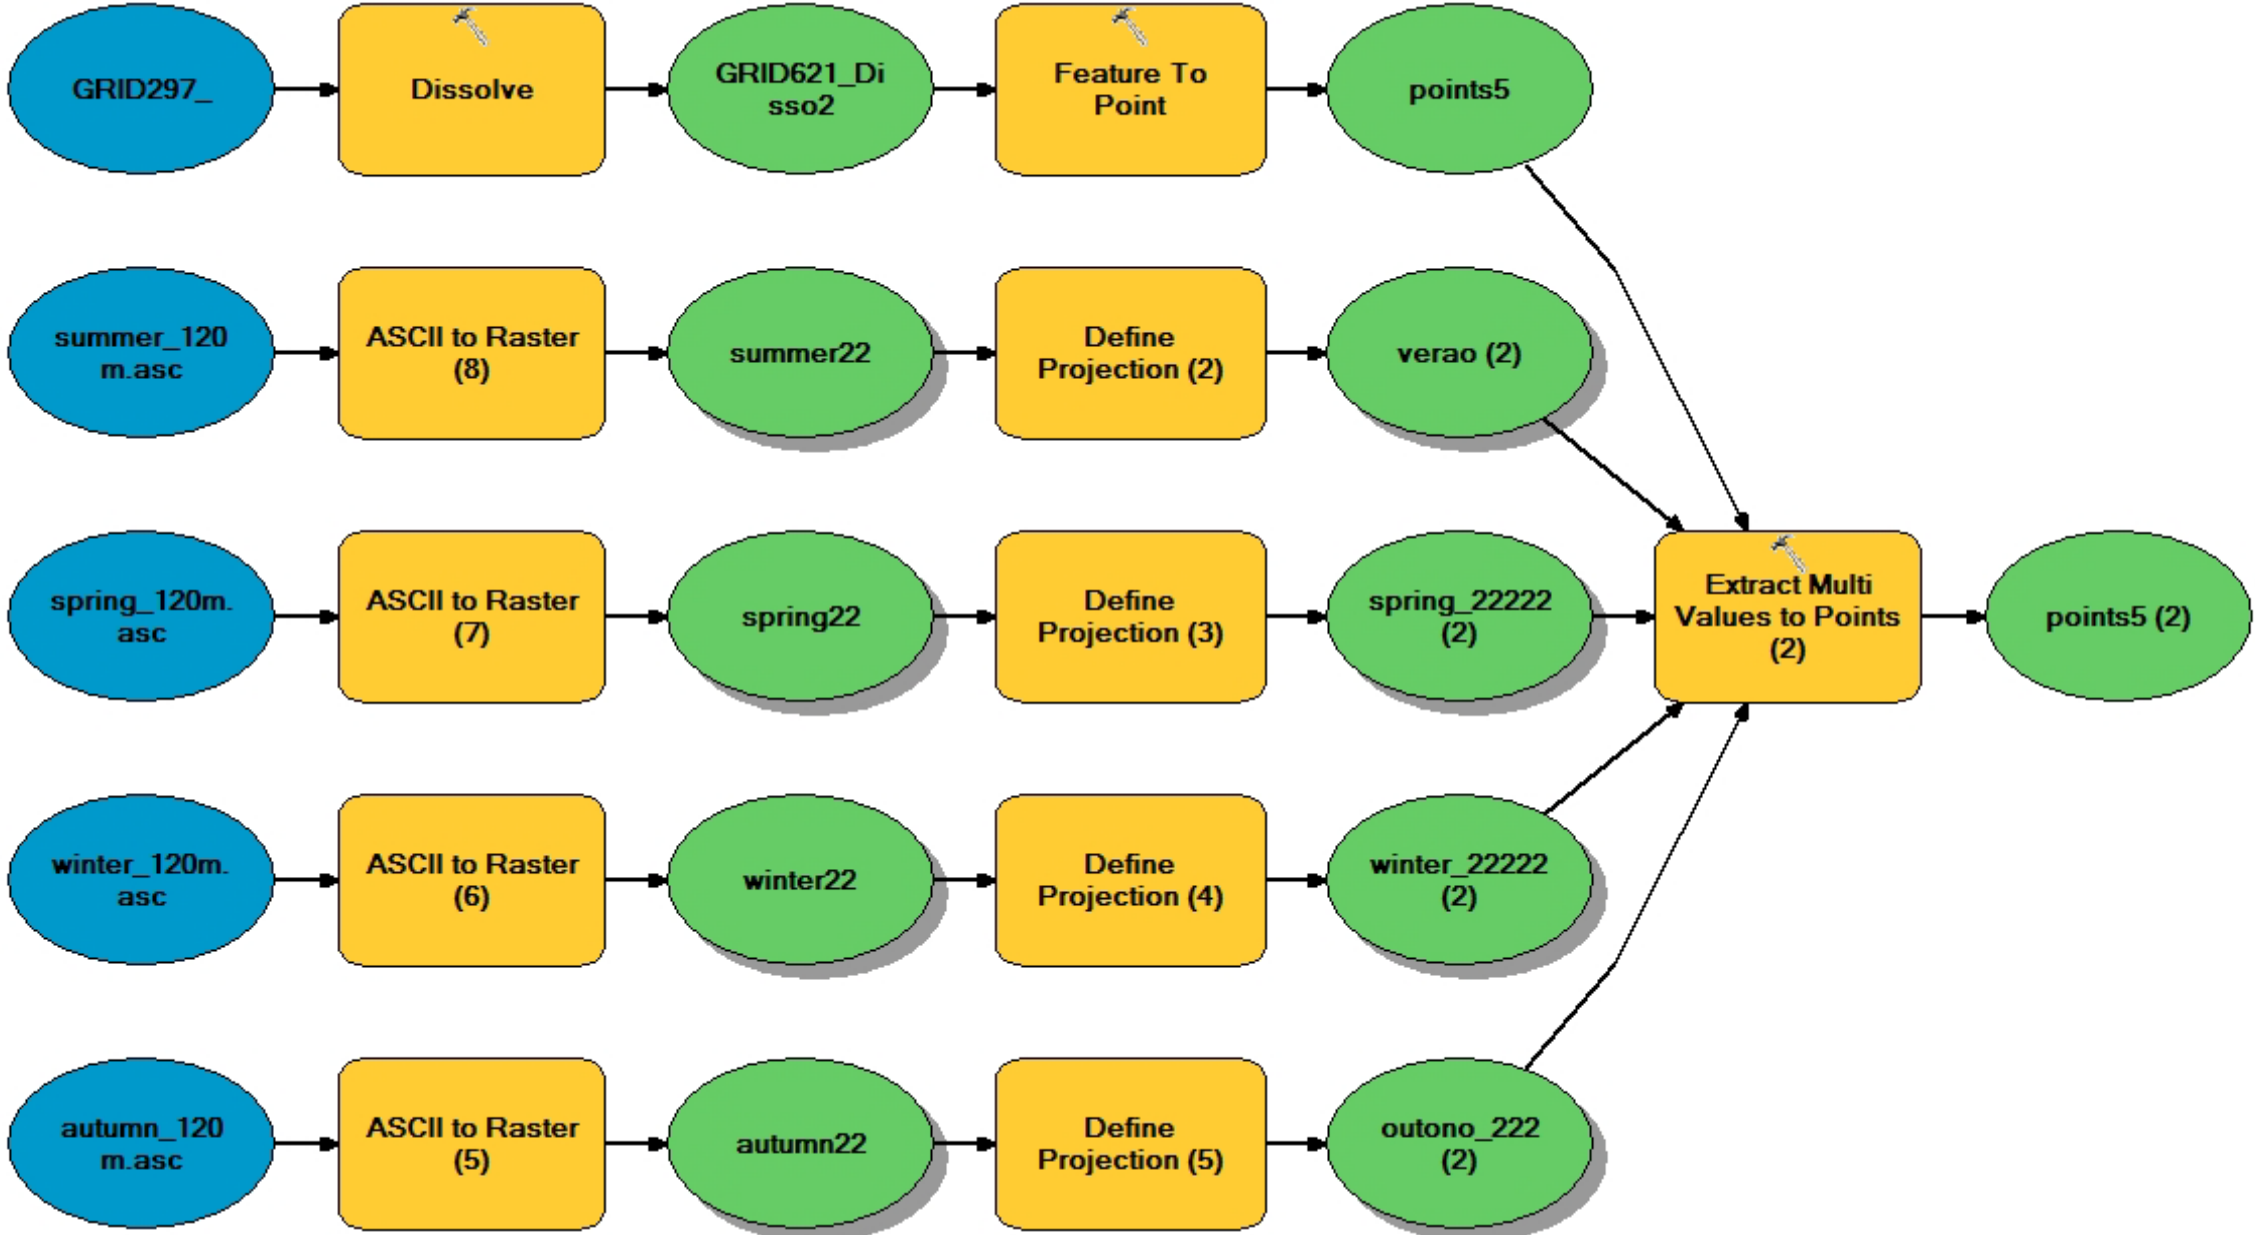 GRID297_
Dissolve
GRID621_Di
sso2
Feature To
Point
points5
summer_120
m.asc
ASCII to Raster
(8)
summer22
Define
Projection (2)
verao (2)
spring_120m.
asc
ASCII to Raster
(7)
spring22
Define
Projection (3)
spring_22222
(2)
Extract Multi
Values to Points
(2)
points5 (2)
winter_120m.
asc
ASCII to Raster
(6)
winter22
Define
Projection (4)
winter_22222
(2)
autumn_120
m.asc
ASCII to Raster
(5)
autumn22
Define
Projection (5)
outono_222
(2)